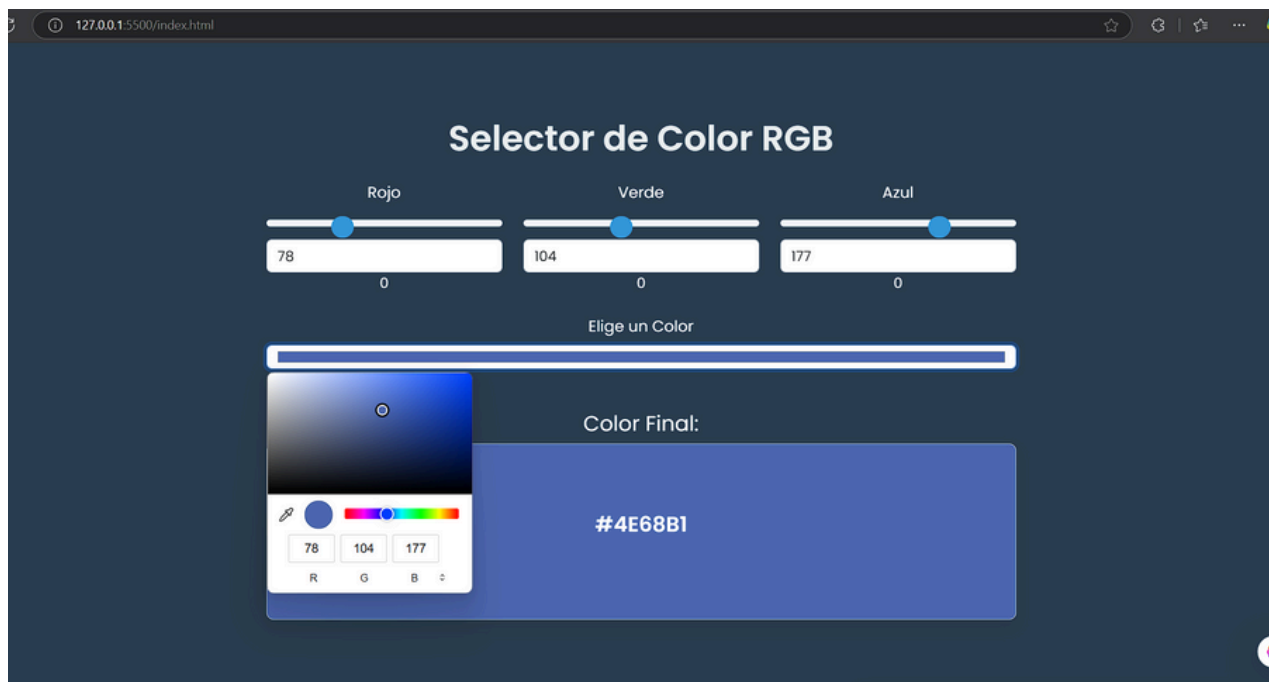 127.0.0.1:5500/index.html
Selector de Color RGB
Rojo Verde Azul
78 104 177
0 0 0
Elige un Color
Color Final:
#4E68B1
78 104 177
R G B